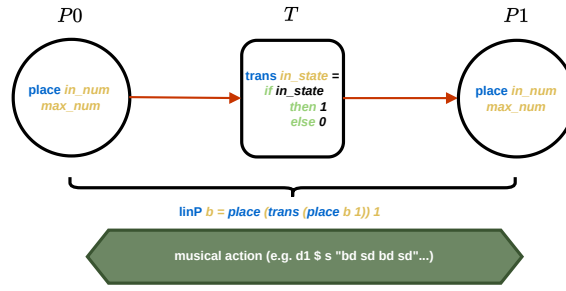 P0
T
P1
place in_num
max_num
trans in_state =
if in_state
then 1
else 0
place in_num
max_num
linP b = place (trans (place b 1)) 1
musical action (e.g. d1 $ s "bd sd bd sd"...)